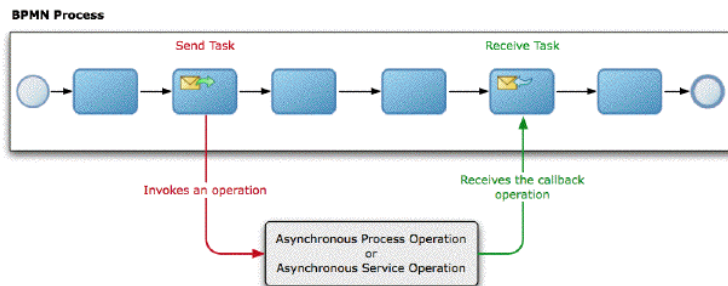 BPMN Process
Send Task
Receive Task
Invokes an operation
Receives the callback
operation
Asynchronous Process Operation
or
Asynchronous Service Operation